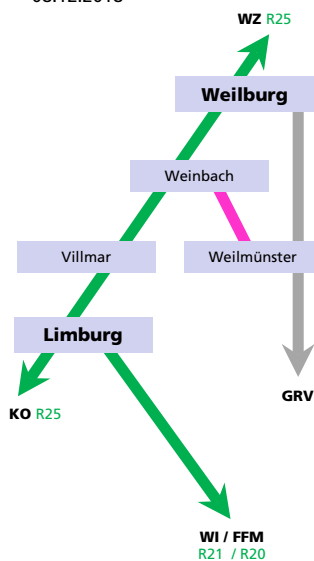 WZ R25
Weilburg
Weinbach
Villmar
Weilmünster
Limburg
GRV
KO R25
WI / FFM
R21 / R20